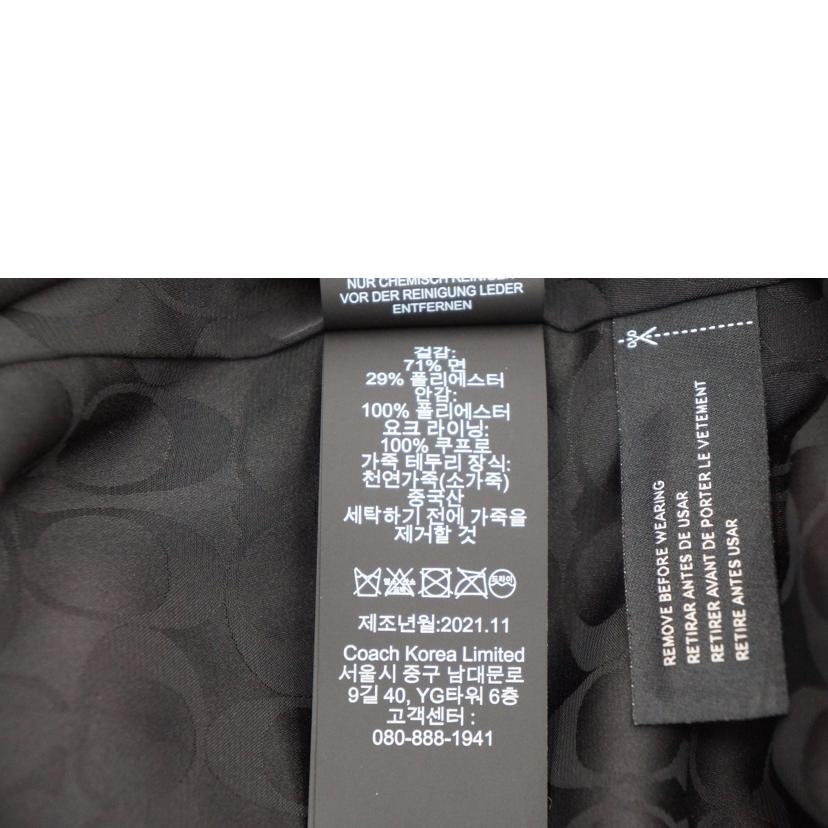 NUR CHEMISCH REINIGEN
VOR DER REINIGUNG LEDER
ENTFERNEN
겉감:
71% 면
29% 폴리에스터
안감:
100% 폴리에스터
요크 라이닝:
100% 쿠프로
가죽 테두리 장식:
천연가죽(소가죽)
중국산
세탁하기 전에 가죽을
제거할 것
드라이
제조년월:2021.11
Coach Korea Limited
서울시 중구 남대문로
9길 40, YG타워 6층
고객센터 :
080-888-1941
REMOVE BEFORE WEARING
RETIRAR ANTES DE USAR
RETIRER AVANT DE PORTER LE VETEMENT
RETIRE ANTES USAR